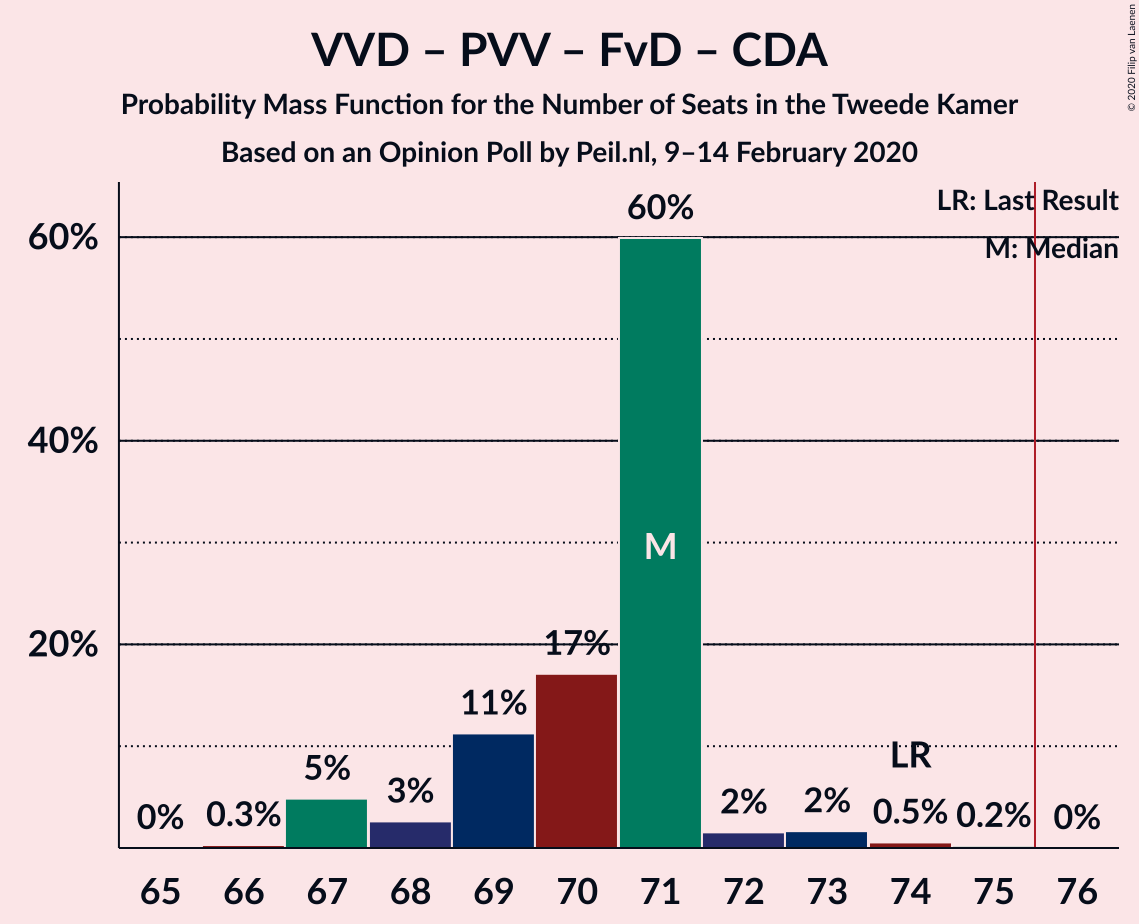 VVD – PVV – FvD – CDA
Probability Mass Function for the Number of Seats in the Tweede Kamer
Based on an Opinion Poll by Peil.nl, 9–14 February 2020
© 2020 Filip van Laenen
LR: Last Result
M: Median
60%
40%
20%
0%
0.3%
5%
3%
11%
17%
60%
M
2%
2%
LR
0.5%
0.2%
0%
65 66 67 68 69 70 71 72 73 74 75 76